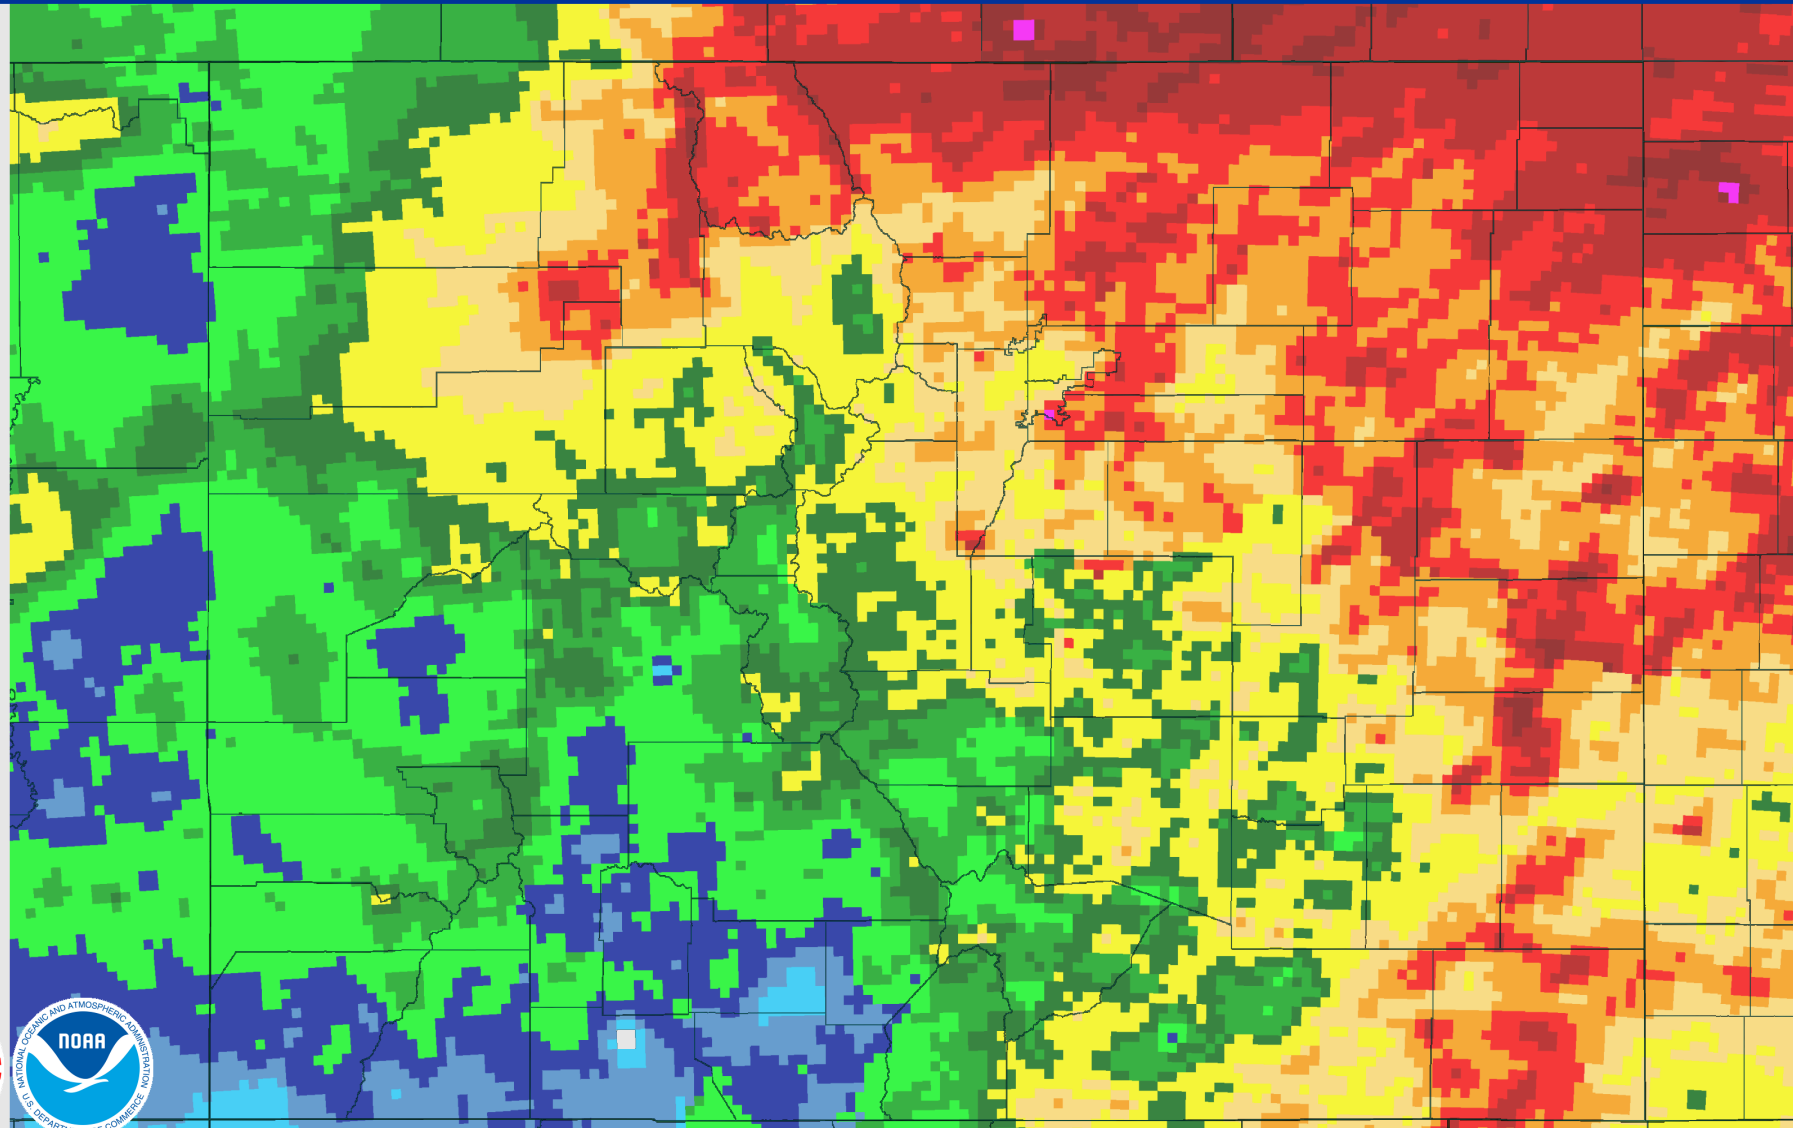 NATIONAL OCEANIC AND ATMOSPHERIC ADMINISTRATION
NOAA
U.S. DEPARTMENT OF COMMERCE